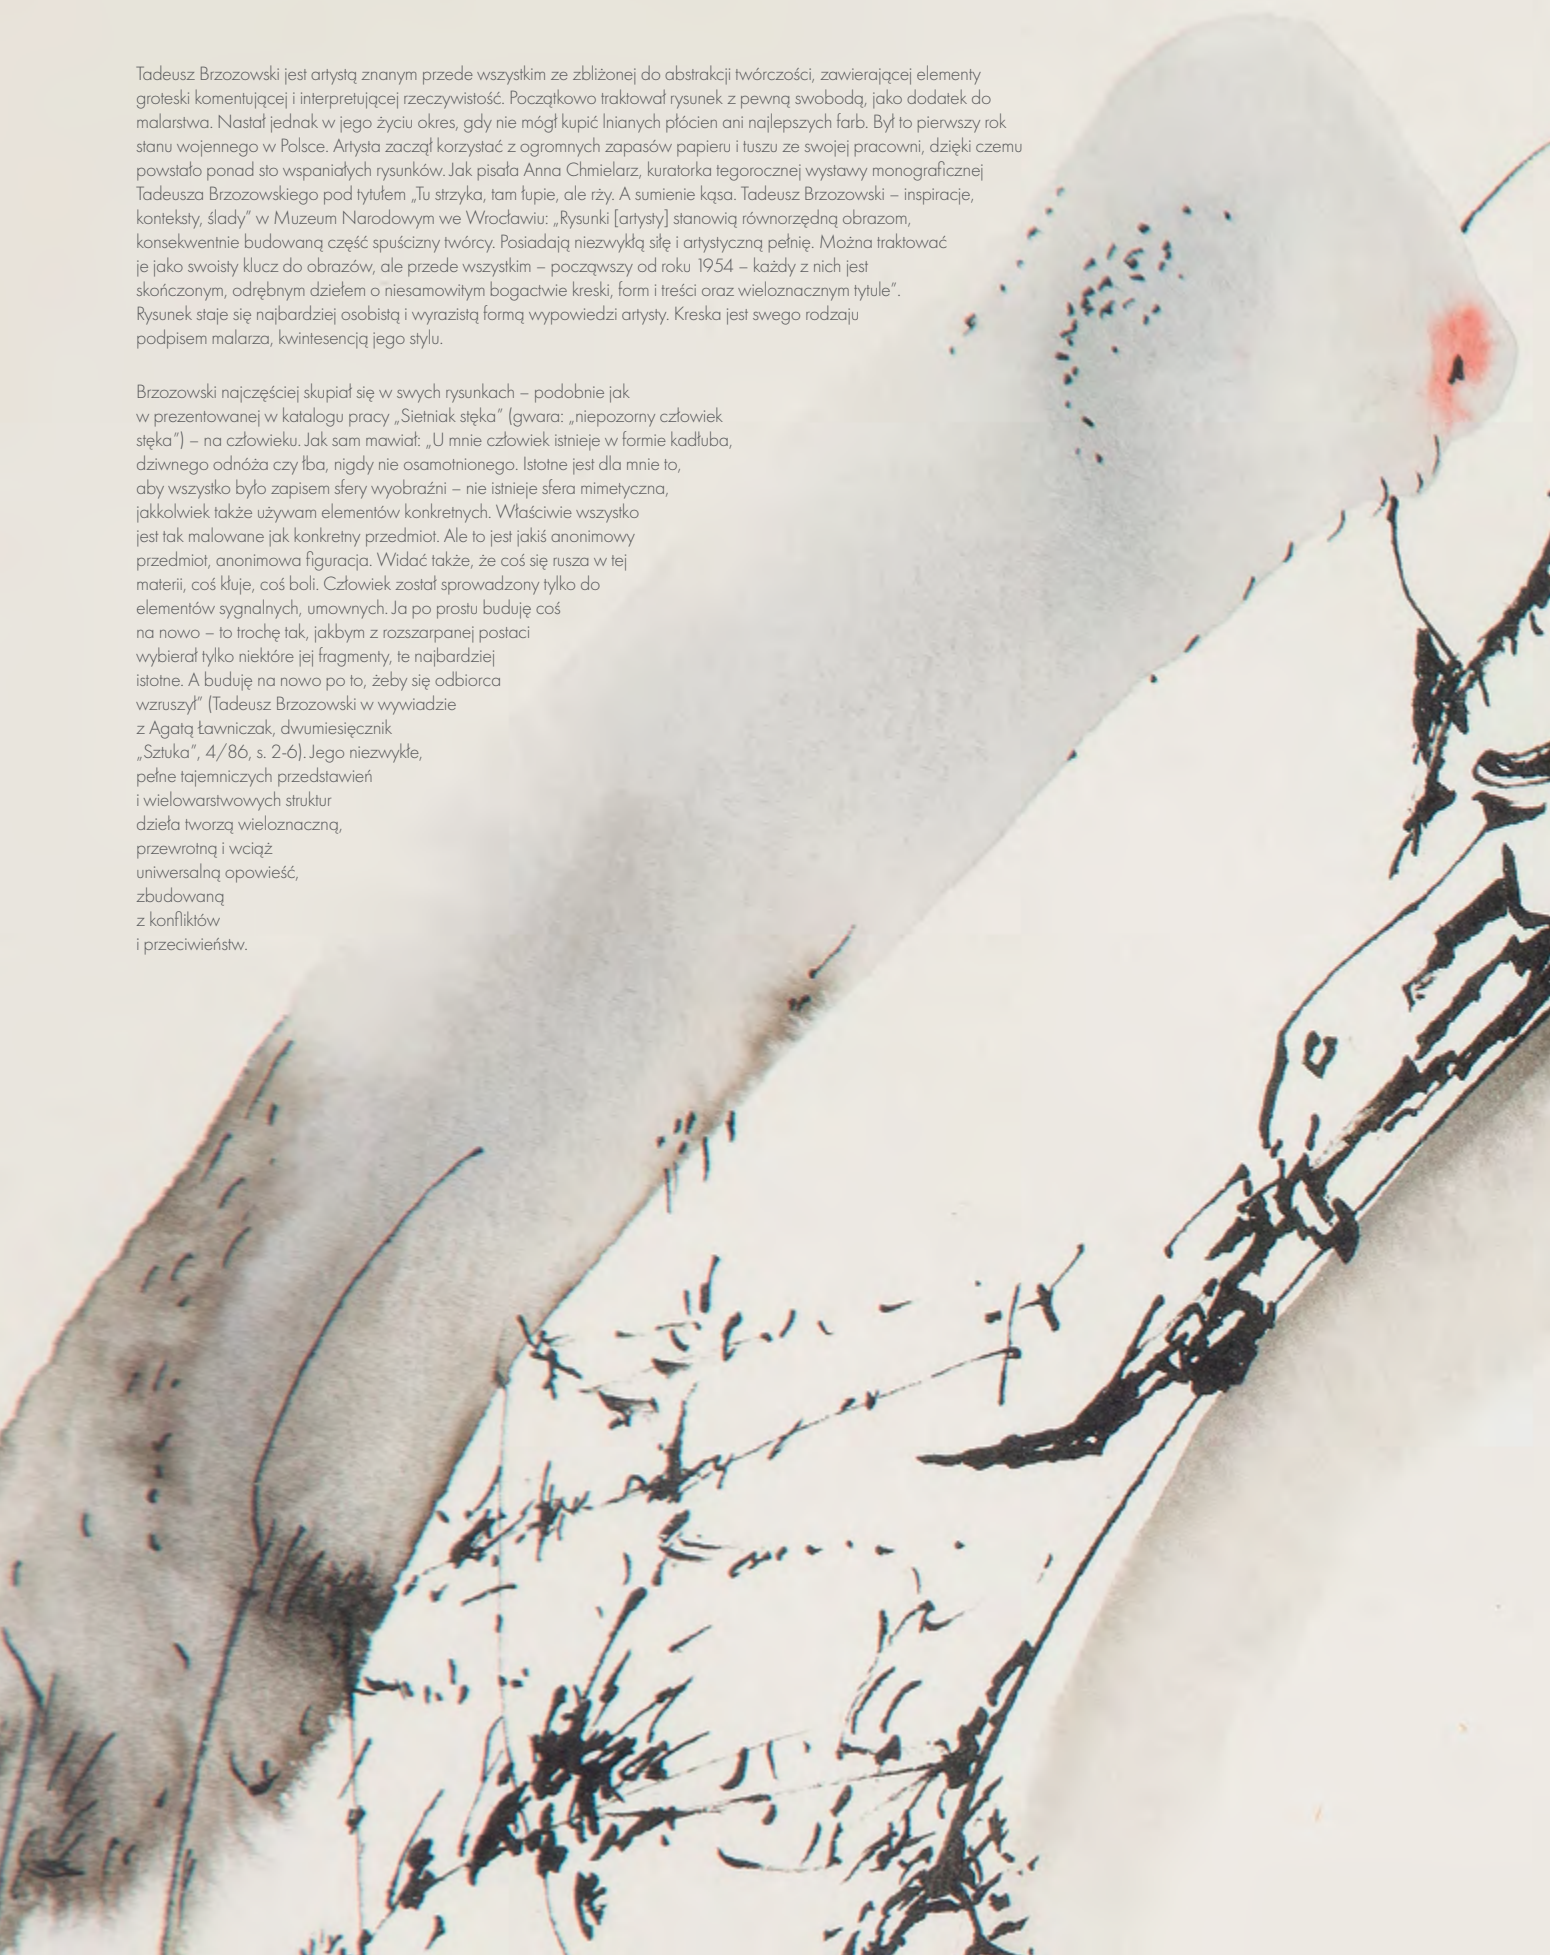 Tadeusz Brzozowski jest artystą znanym przede wszystkim ze zbliżonej do abstrakcji twórczości, zawierającej elementy
groteski komentującej i interpretującej rzeczywistość. Początkowo traktował rysunek z pewną swobodą, jako dodatek do
malarstwa. Nastał jednak w jego życiu okres, gdy nie mógł kupić lnianych płócien ani najlepszych farb. Był to pierwszy rok
stanu wojennego w Polsce. Artysta zaczął korzystać z ogromnych zapasów papieru i tuszu ze swojej pracowni, dzięki czemu
powstało ponad sto wspaniałych rysunków. Jak pisała Anna Chmielarz, kuratorka tegorocznej wystawy monograficznej
Tadeusza Brzozowskiego pod tytułem „Tu strzyka, tam łupie, ale rży. A sumienie kąsa. Tadeusz Brzozowski – inspiracje,
konteksty, ślady” w Muzeum Narodowym we Wrocławiu: „Rysunki [artysty] stanowią równorzędną obrazom,
konsekwentnie budowaną część spuścizny twórcy. Posiadają niezwykłą siłę i artystyczną pełnię. Można traktować
je jako swoisty klucz do obrazów, ale przede wszystkim – począwszy od roku 1954 – każdy z nich jest
skończonym, odrębnym dziełem o niesamowitym bogactwie kreski, form i treści oraz wieloznacznym tytule”.
Rysunek staje się najbardziej osobistą i wyrazistą formą wypowiedzi artysty. Kreska jest swego rodzaju
podpisem malarza, kwintesencją jego stylu.
Brzozowski najczęściej skupiał się w swych rysunkach – podobnie jak
w prezentowanej w katalogu pracy „Sietniak stęka” (gwara: „niepozorny człowiek
stęka”) – na człowieku. Jak sam mawiał: „U mnie człowiek istnieje w formie kadłuba,
dziwnego odnóża czy łba, nigdy nie osamotnionego. Istotne jest dla mnie to,
aby wszystko było zapisem sfery wyobraźni – nie istnieje sfera mimetyczna,
jakkolwiek także używam elementów konkretnych. Właściwie wszystko
jest tak malowane jak konkretny przedmiot. Ale to jest jakiś anonimowy
przedmiot, anonimowa figuracja. Widać także, że coś się rusza w tej
materii, coś kłuje, coś boli. Człowiek został sprowadzony tylko do
elementów sygnalnych, umownych. Ja po prostu buduję coś
na nowo – to trochę tak, jakbym z rozszarpanej postaci
wybierał tylko niektóre jej fragmenty, te najbardziej
istotne. A buduję na nowo po to, żeby się odbiorca
wzruszył” (Tadeusz Brzozowski w wywiadzie
z Agatą Ławniczak, dwumiesięcznik
„Sztuka”, 4/86, s. 2-6). Jego niezwykłe,
pełne tajemniczych przedstawień
i wielowarstwowych struktur
dzieła tworzą wieloznaczną,
przewrotną i wciąż
uniwersalną opowieść,
zbudowaną
z konfliktów
i przeciwieństw.